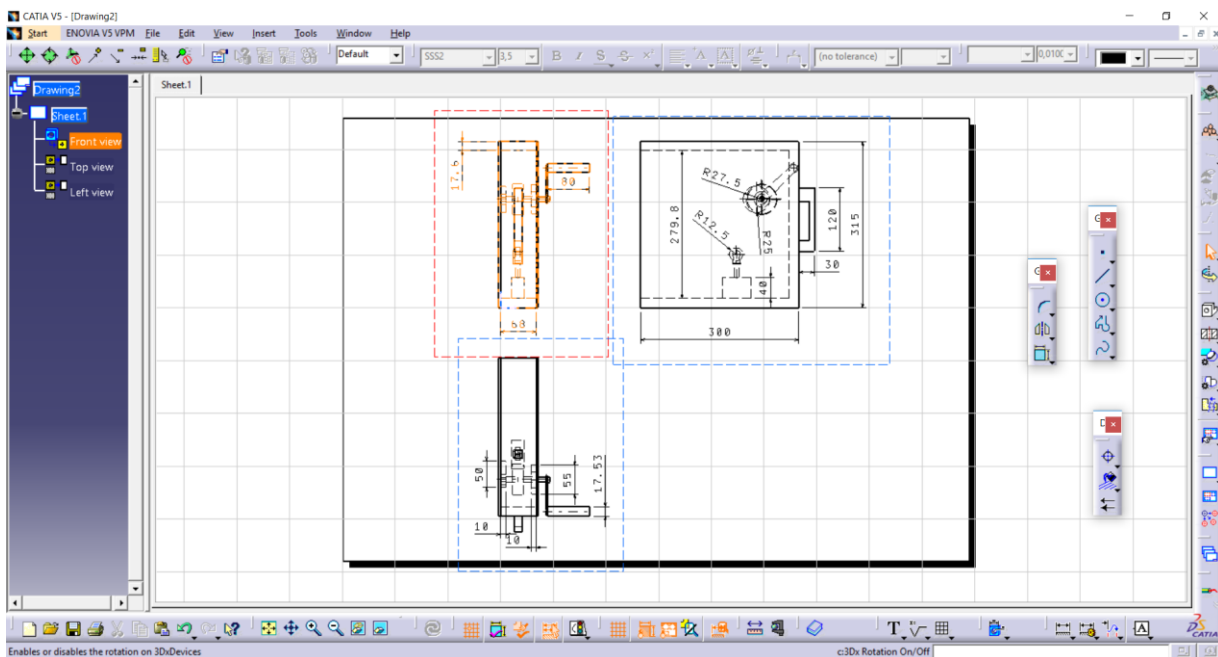 CATIA V5 - [Drawing2]
Start ENOVIA V5 VPM File Edit View Insert Tools Window Help
Default SSS2 3,5 B I S S (no tolerance) 0,010
Drawing2
Sheet.1
Front view
Top view
Left view
Sheet.1
17.6
80
68
R27.5
R12.5
R25
279.8
120
315
30
40
300
50
55
17.53
10
10
Enables or disables the rotation on 3DxDevices
c:3Dx Rotation On/Off
CATIA